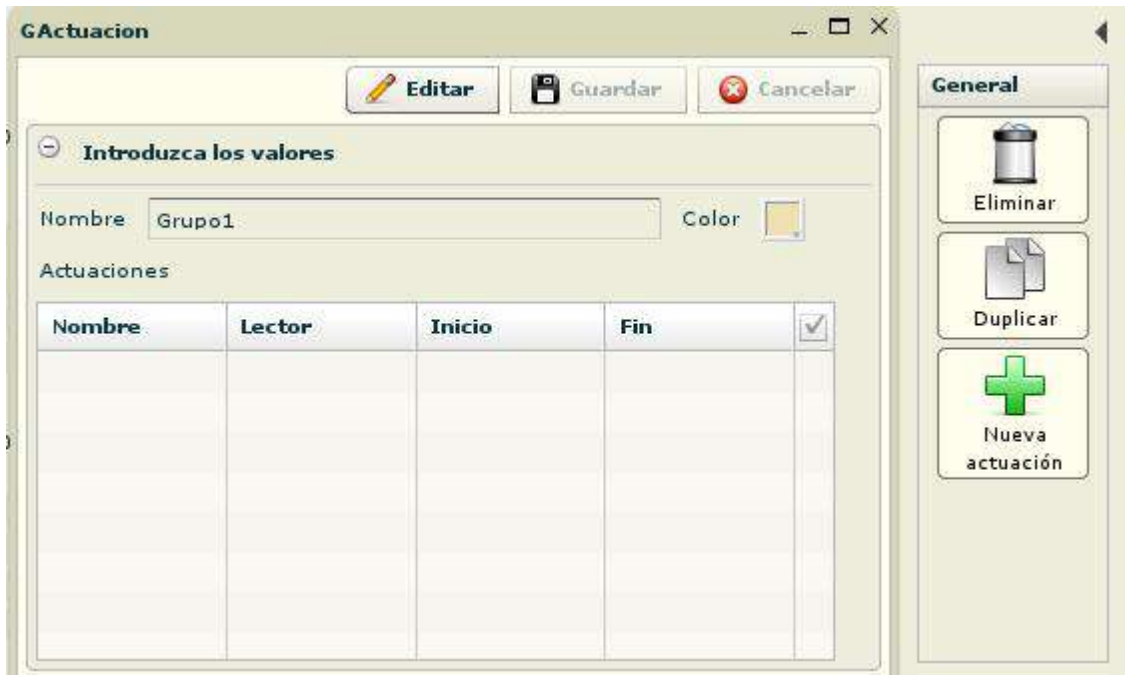 GActuacion
Editar Guardar Cancelar
Introduzca los valores
Nombre Grupo1 Color
Actuaciones
Nombre Lector Inicio Fin
General
Eliminar
Duplicar
Nueva
actuación